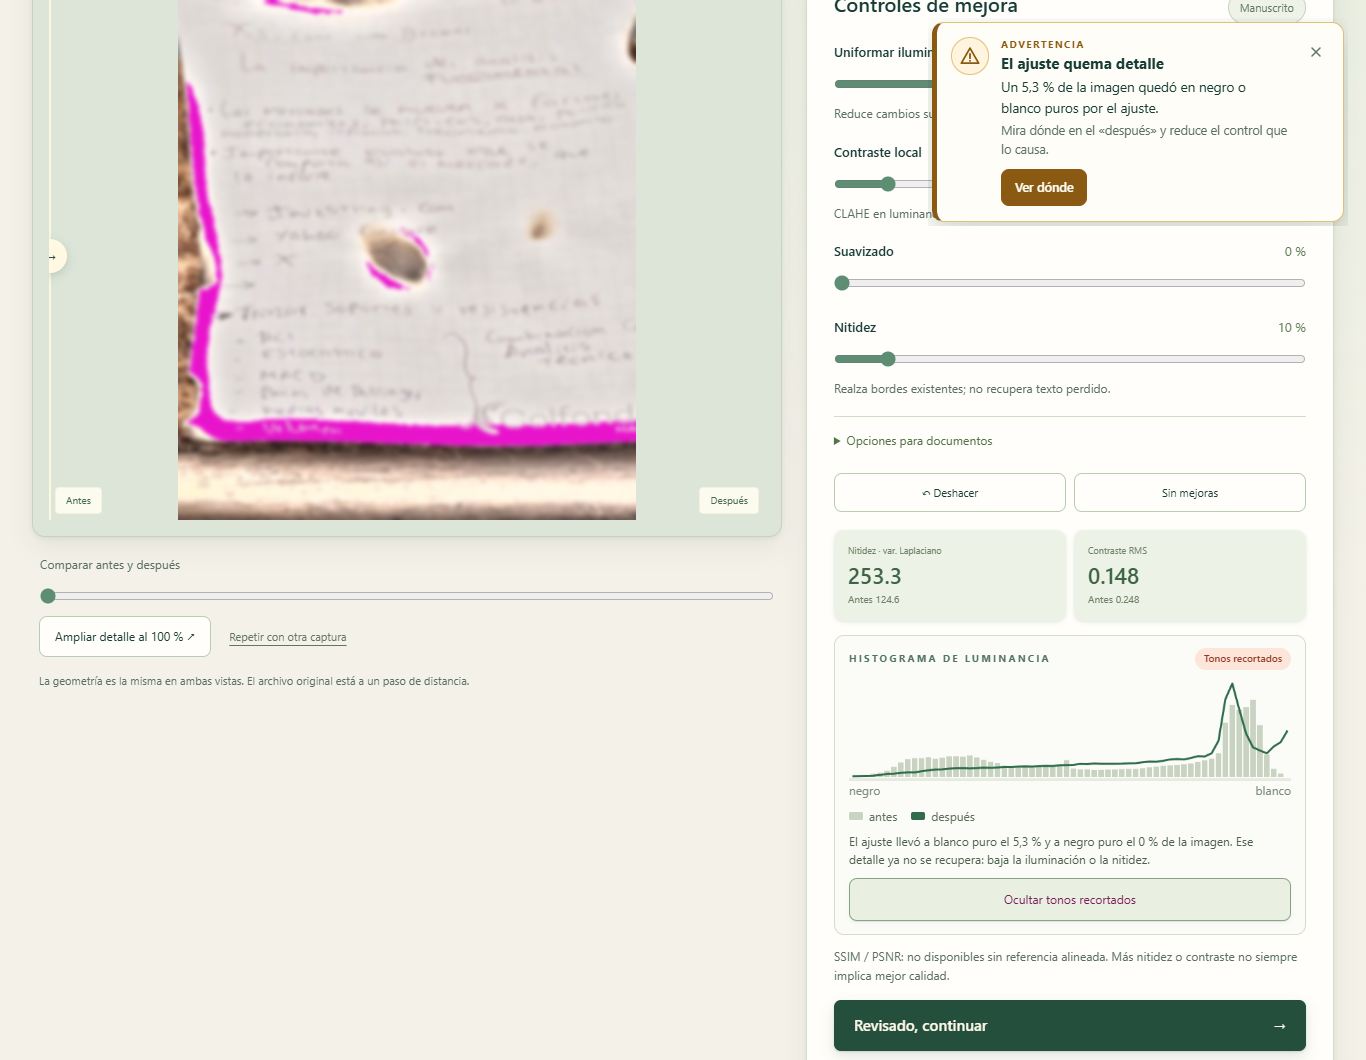 Controles de mejora
Manuscrito
Uniformar ilumin
Reduce cambios su
Contraste local
CLAHE en luminan
ADVERTENCIA
El ajuste quema detalle
Un 5,3 % de la imagen quedó en negro o
blanco puros por el ajuste.
Mira dónde en el «después» y reduce el control que
lo causa.
Ver dónde
Suavizado
0 %
Nitidez
10 %
Realza bordes existentes; no recupera texto perdido.
Opciones para documentos
Deshacer
Sin mejoras
Nitidez · var. Laplaciano
253.3
Antes 124.6
Contraste RMS
0.148
Antes 0.248
HISTOGRAMA DE LUMINANCIA
Tonos recortados
negro
blanco
antes
después
El ajuste llevó a blanco puro el 5,3 % y a negro puro el 0 % de la imagen. Ese
detalle ya no se recupera: baja la iluminación o la nitidez.
Ocultar tonos recortados
SSIM / PSNR: no disponibles sin referencia alineada. Más nitidez o contraste no siempre
implica mejor calidad.
Revisado, continuar →
Antes
Después
Comparar antes y después
Ampliar detalle al 100 % ↗
Repetir con otra captura
La geometría es la misma en ambas vistas. El archivo original está a un paso de distancia.